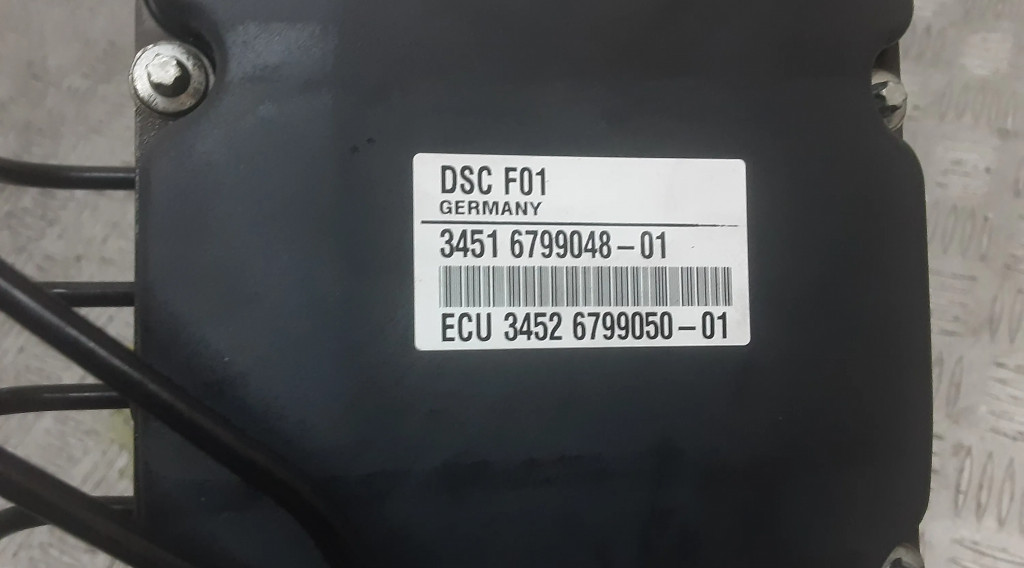 DSC F01
GERMANY
3451 6799048-01
ECU 3452 6799050-01